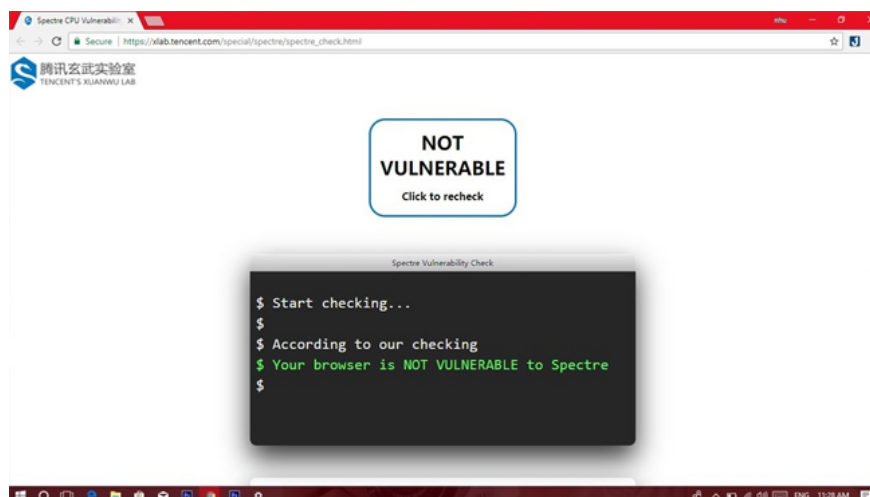 Spectre CPU Vulnerabili
nhu
Secure | https://xlab.tencent.com/special/spectre/spectre_check.html
腾讯玄武实验室
TENCENT'S XUANWU LAB
NOT
VULNERABLE
Click to recheck
Spectre Vulnerability Check
$ Start checking...
$
$ According to our checking
$ Your browser is NOT VULNERABLE to Spectre
$
ENG 11:28 AM